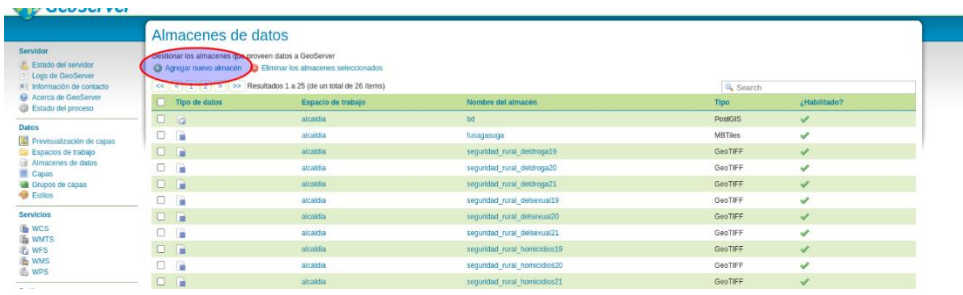 GeoServer
Servidor
Estado del servidor
Logs de GeoServer
Información de contacto
Acerca de GeoServer
Estado del proceso
Datos
Previsualización de capas
Espacios de trabajo
Almacenes de datos
Capas
Grupos de capas
Estilos
Servicios
WCS
WMTS
WFS
WMS
WPS
Almacenes de datos
Gestionar los almacenes que proveen datos a GeoServer
Agregar nuevo almacén
Eliminar los almacenes seleccionados
<< < 1 2 > >> Resultados 1 a 25 (de un total de 26 items) Search
Tipo de datos Espacio de trabajo Nombre del almacén Tipo ¿Habilitado?
alcaldia bd PostGIS
alcaldia fusagasuga MBTiles
alcaldia seguridad_rural_deldroga19 GeoTIFF
alcaldia seguridad_rural_deldroga20 GeoTIFF
alcaldia seguridad_rural_deldroga21 GeoTIFF
alcaldia seguridad_rural_delsexual19 GeoTIFF
alcaldia seguridad_rural_delsexual20 GeoTIFF
alcaldia seguridad_rural_delsexual21 GeoTIFF
alcaldia seguridad_rural_homicidios19 GeoTIFF
alcaldia seguridad_rural_homicidios20 GeoTIFF
alcaldia seguridad_rural_homicidios21 GeoTIFF